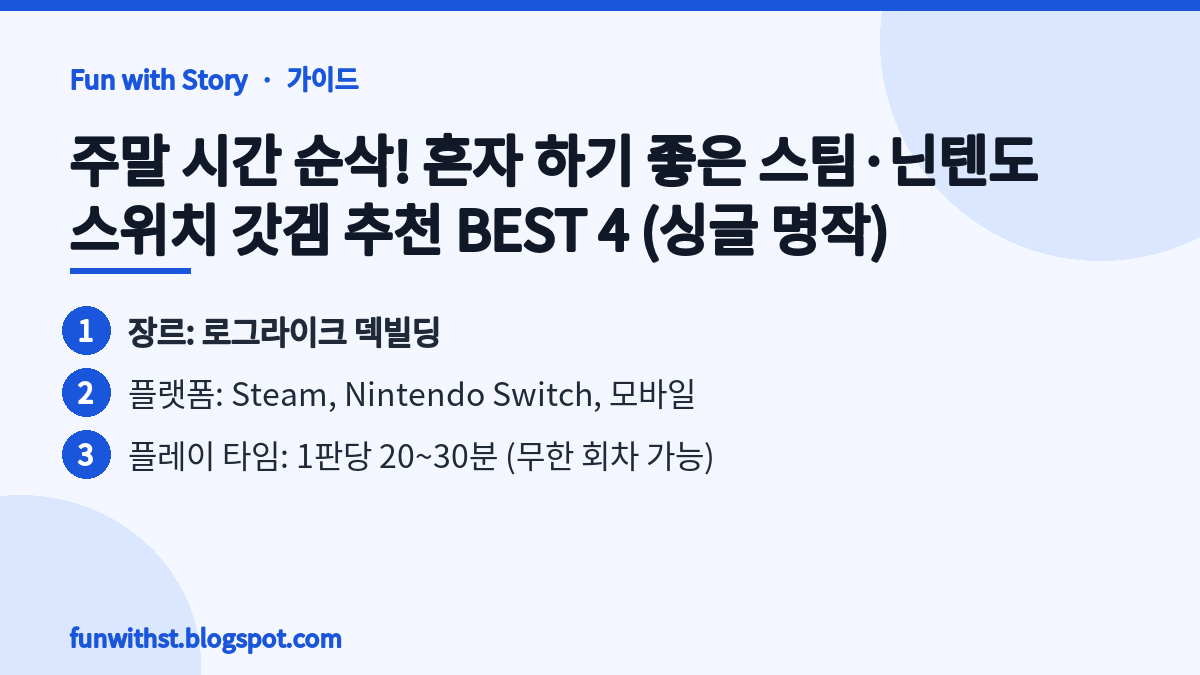 Fun with Story · 가이드
주말 시간 순삭! 혼자 하기 좋은 스팀·닌텐도
스위치 갓겜 추천 BEST 4 (싱글 명작)
1 장르: 로그라이크 덱빌딩
2 플랫폼: Steam, Nintendo Switch, 모바일
3 플레이 타임: 1판당 20~30분 (무한 회차 가능)
funwithst.blogspot.com